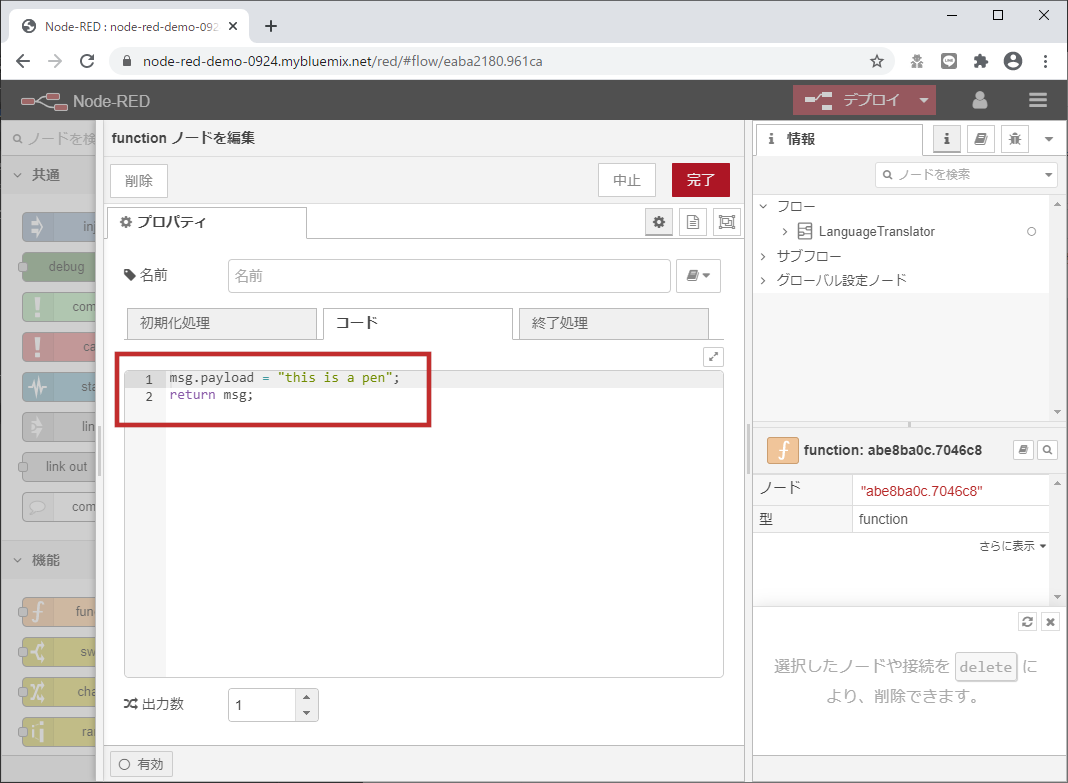 Node-RED : node-red-demo-092
node-red-demo-0924.mybluemix.net/red/#flow/eaba2180.961ca
Node-RED
デプロイ
ノードを検
共通
inj
debug
com
ca
sta
lin
link out
com
機能
fun
sw
cha
ra
function ノードを編集
削除
中止
完了
プロパティ
名前
名前
初期化処理
コード
終了処理
1 msg.payload = "this is a pen";
2 return msg;
出力数
1
有効
情報
ノードを検索
フロー
LanguageTranslator
サブフロー
グローバル設定ノード
function: abe8ba0c.7046c8
ノード "abe8ba0c.7046c8"
型 function
さらに表示
選択したノードや接続を delete に
より、削除できます。